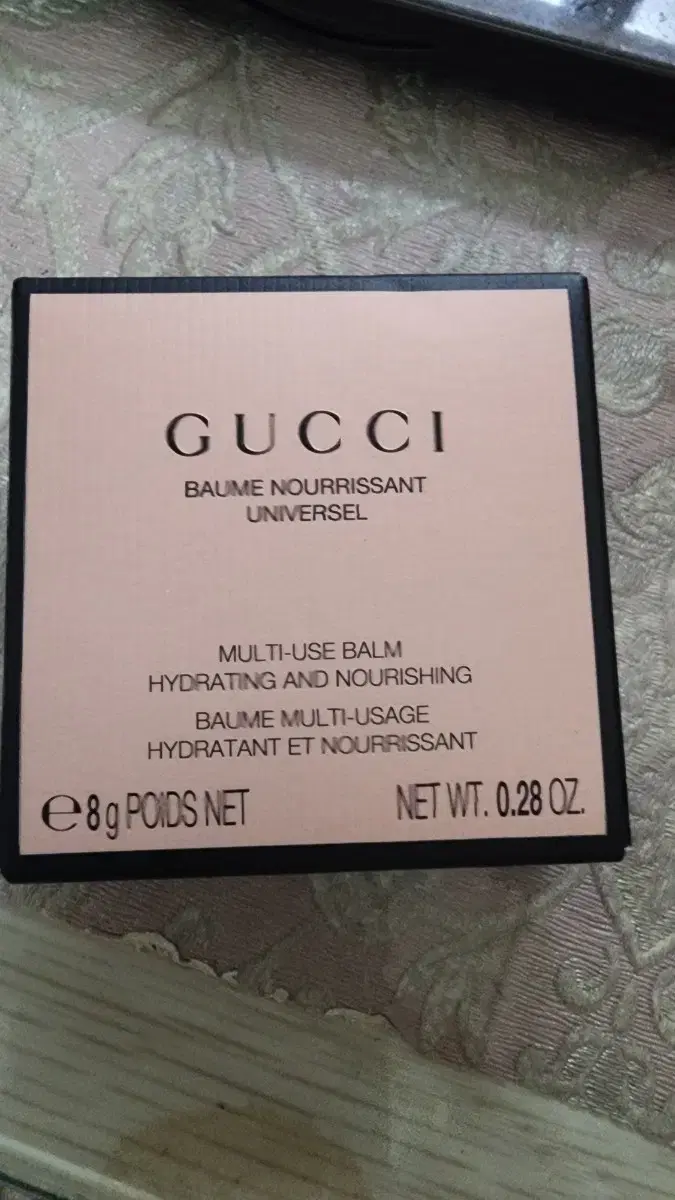 GUCCI
BAUME NOURRISSANT
UNIVERSEL
MULTI-USE BALM
HYDRATING AND NOURISHING
BAUME MULTI-USAGE
HYDRATANT ET NOURRISSANT
℮8 g POIDS NET
NET WT. 0.28 OZ.